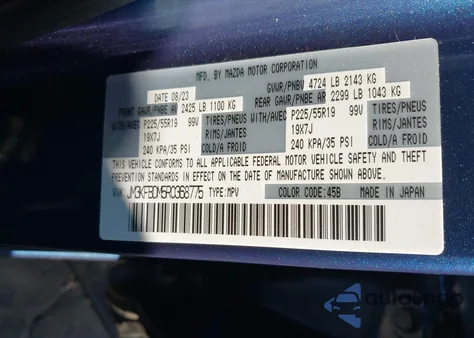 MFD. BY MAZDA MOTOR CORPORATION
DATE 08/23 GVWR/PNBV 4724 LB 2143 KG
FRONT GAWR/PNBE AV 2425 LB 1100 KG REAR GAWR/PNBE AR 2299 LB 1043 KG
WITH/AVEC P225/55R19 99V TIRES/PNEUS WITH/AVEC P225/55R19 99V TIRES/PNEUS
19X7J RIMS/JANTES 19X7J RIMS/JANTES
240 KPA/35 PSI COLD/A FROID 240 KPA/35 PSI COLD/A FROID
THIS VEHICLE CONFORMS TO ALL APPLICABLE FEDERAL MOTOR VEHICLE SAFETY AND THEFT
PREVENTION STANDARDS IN EFFECT ON THE DATE OF MANUFACTURE SHOWN ABOVE.
VIN: JM3KFBDM5R0368775 TYPE: MPV COLOR CODE: 45B MADE IN JAPAN